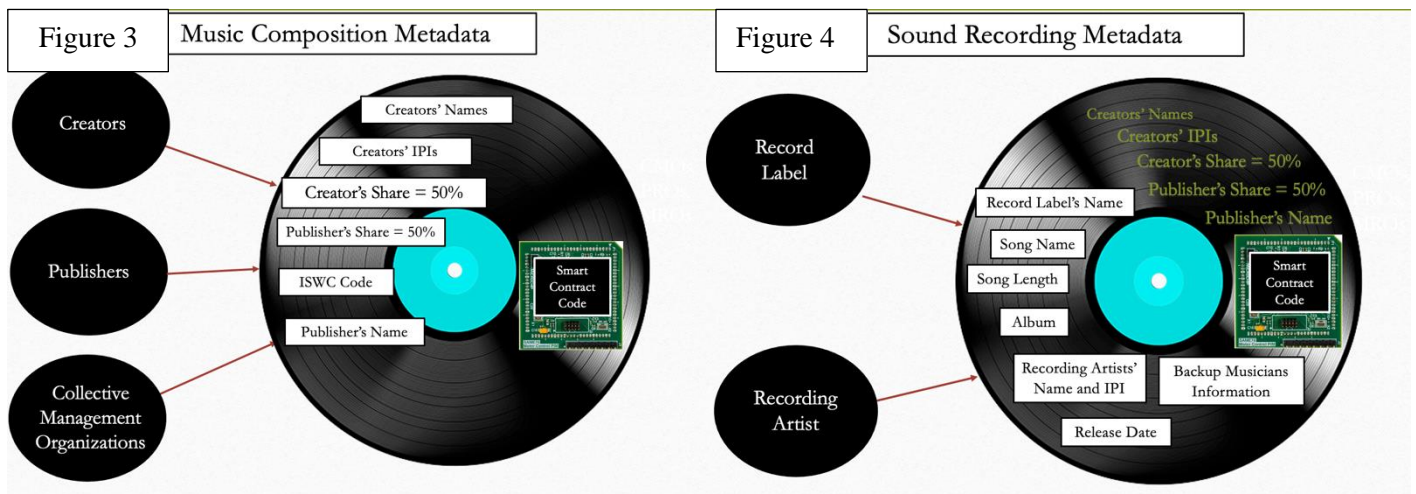 Figure 3
Music Composition Metadata
Creators
Publishers
Collective
Management
Organizations
Creators' Names
Creators' IPIs
Creator's Share = 50%
Publisher's Share = 50%
ISWC Code
Publisher's Name
Smart
Contract
Code
Figure 4
Sound Recording Metadata
Record
Label
Recording
Artist
Creators' Names
Creators' IPIs
Creator's Share = 50%
Publisher's Share = 50%
Publisher's Name
Record Label's Name
Song Name
Song Length
Album
Recording Artists'
Name and IPI
Backup Musicians
Information
Release Date
Smart
Contract
Code